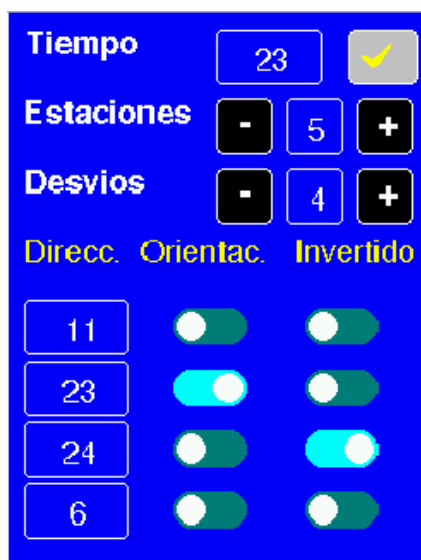 Tiempo 23
Estaciones - 5 +
Desvios - 4 +
Direcc. Orientac. Invertido
11
23
24
6